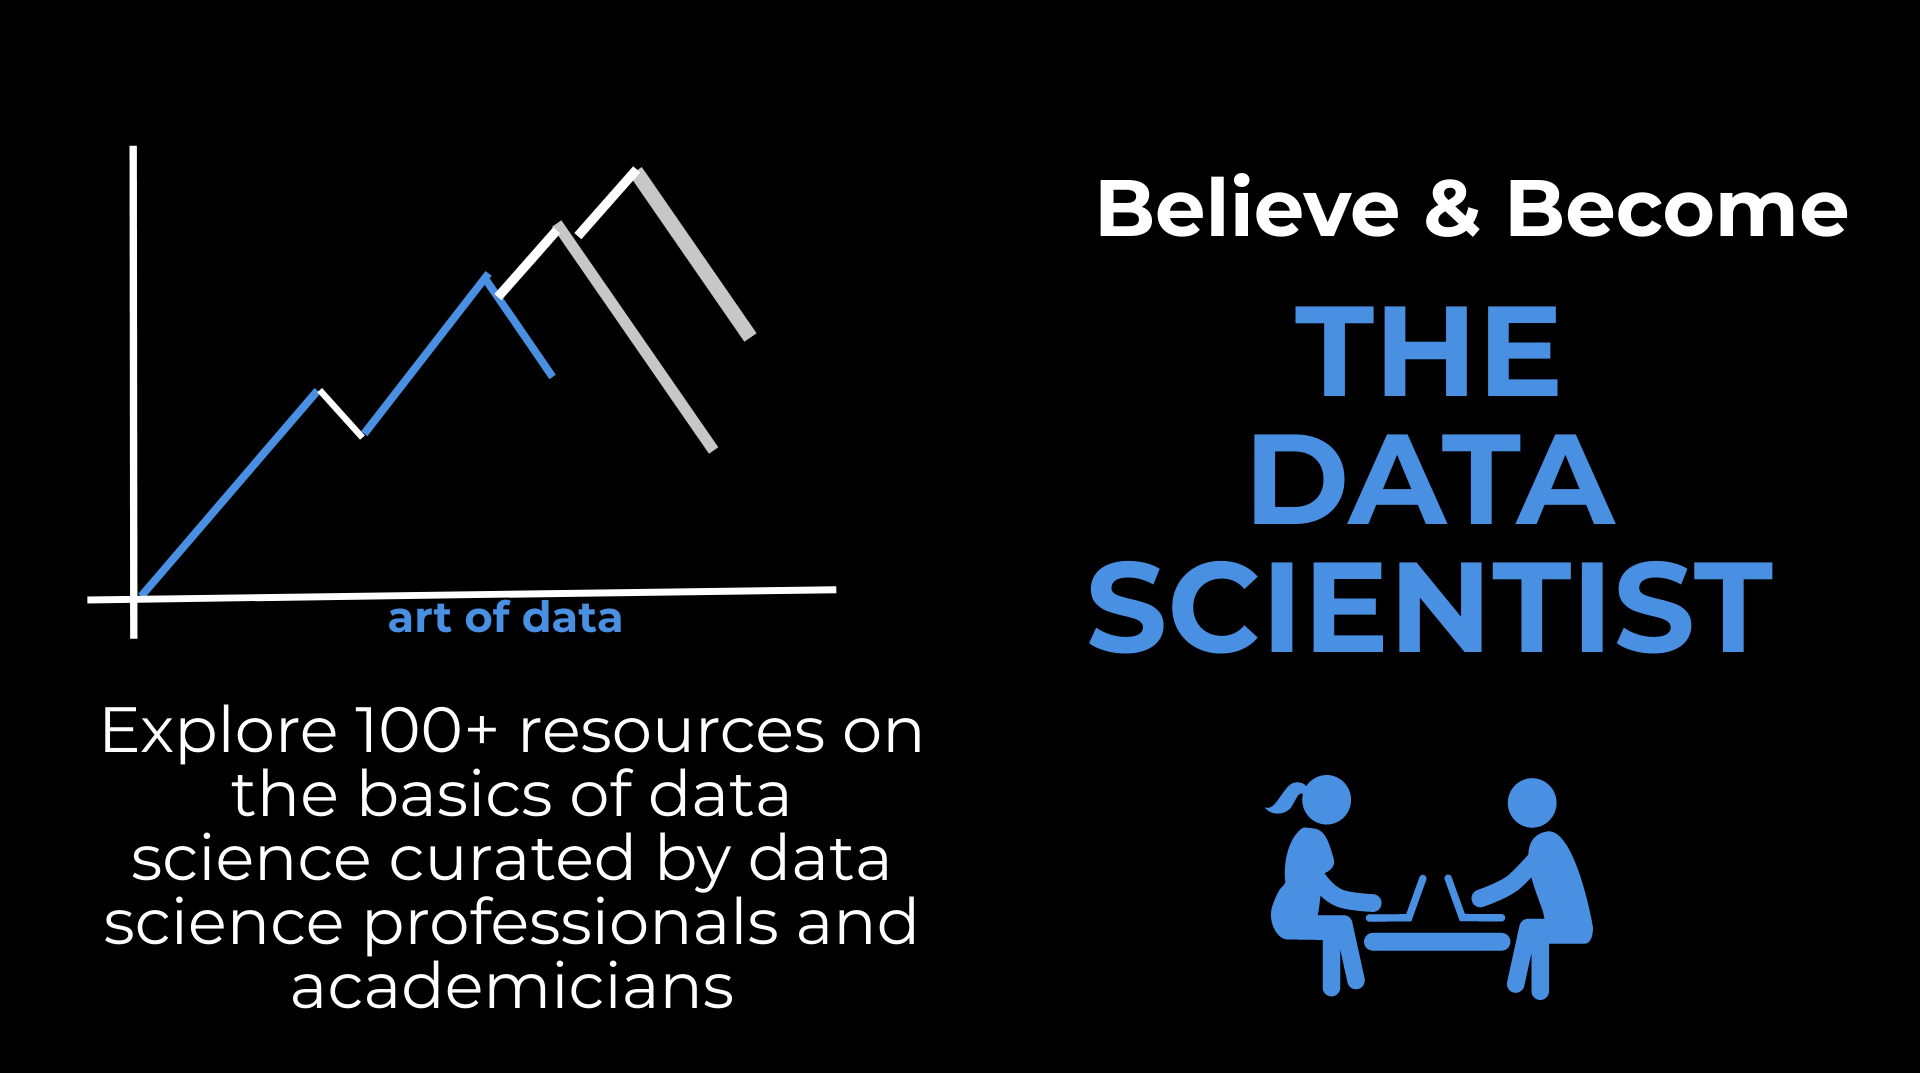 art of data
Explore 100+ resources on
the basics of data
science curated by data
science professionals and
academicians
Believe & Become
THE
DATA
SCIENTIST